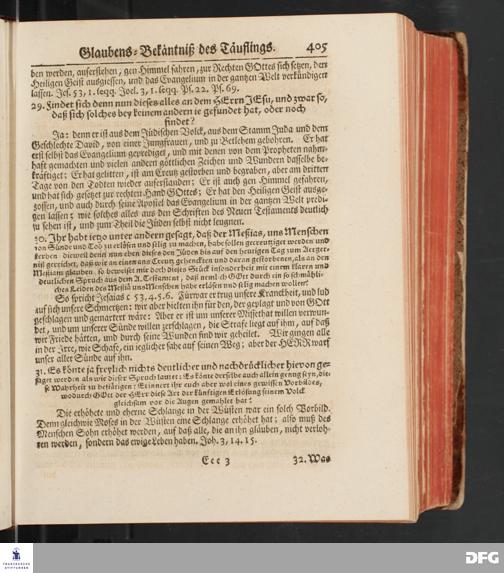 Glaubens-Bekäntniß des Täuflings. 405
ben werden, auferstehen, gen Himmel fahren, zur Rechten GOttes sich setzen, den
Heiligen Geist ausgiessen, und das Evangelium in der gantzen Welt verkündigen
lassen. Jes. 53, 1. seqq. Joel. 3, 1. seqq. Ps. 22. Ps. 69.
29. Findet sich denn nun dieses alles an dem HErrn JEsu, und zwar so,
daß sich solches bey keinem andern je gefundet hat, oder noch
findet?
Ja: denn er ist aus dem Jüdischen Volck, aus dem Stamm Juda und dem
Geschlechte David, von einer Jungfrauen, und zu Betlehem gebohren. Er hat
erst selbst das Evangelium geprediget, und mit denen von dem Propheten nahm-
haft gemachten und vielen andern göttlichen Zeichen und Wundern dasselbe be-
kräftiget: Er hat gelitten, ist am Creutz gestorben und begraben, aber am dritten
Tage von den Todten wieder auferstanden; Er ist auch gen Himmel gefahren,
und hat sich gesetzt zur rechten Hand GOttes; Er hat den Heiligen Geist ausge-
gossen, und auch durch seine Apostel das Evangelium in der gantzen Welt predi-
gen lassen; wie solches alles aus den Schriften des Neuen Testaments deutlich
zu sehen ist, und zum Theil die Jüden selbst nicht leugnen.
30. Ihr habt jetzo unter andern gesagt, daß der Meßias, uns Menschen
von Sünde und Tod zu erlösen und selig zu machen, habe sollen gecreutziget werden und
sterben. Dieweil denn nun eben dieses den Jüden bis auf den heutigen Tag zum Aerger-
niß gereichet, daß wie an einen ans Creutz gehenckten und daran gestorbenen, als an den
Meßiam glauben, so beweiset mir doch dieses Stück insonderheit mit einem klaren und
deutlichen Spruch aus dem A. Testament, daß nemlich GOtt durch ein so schmähli-
ches Leiden des Meßiä uns Menschen habe erlösen und selig machen wollen?
So spricht Jesaias c. 53, 4. 5. 6. Fürwar er trug unsere Kranckheit, und lud
auf sich unsere Schmertzen: wir aber hielten ihn für den, der geplagt und von GOtt
geschlagen und gemartert wäre: Aber er ist um unserer Missethat willen verwun-
det, und um unserer Sünde willen zerschlagen, die Strafe liegt auf ihm, auf daß
wir Friede hätten, und durch seine Wunden sind wir geheilet. Wir gingen alle
in der Irre, wie Schafe, ein ieglicher sahe auf seinen Weg; aber der HERR warf
unser aller Sünde auf ihn.
31. Es könte ja freylich nichts deutlicher und nachdrücklicher hievon ge-
saget werden als wie dieser Spruch lautet: Es könte derselbe auch allein genug seyn, die-
se Wahrheit zu bestätigen: Erinnert ihr euch aber wol eines gewissen Vorbildes,
wodurch GOtt der HErr diese Art der künftigen Erlösung seinem Volck
gleichsam vor die Augen gemahlet hat?
Die erhöhete und eherne Schlange in der Wüsten war ein solch Vorbild.
Denn gleichwie Moses in der Wüsten eine Schlange erhöhet hat; also muß des
Menschen Sohn erhöhet werden, auf daß alle, die an ihn gläuben, nicht verloh-
ren werden, sondern das ewige Leben haben. Joh. 3, 14. 15.
Eee 3 32. Was
FRANCKESCHE STIFTUNGEN
DFG